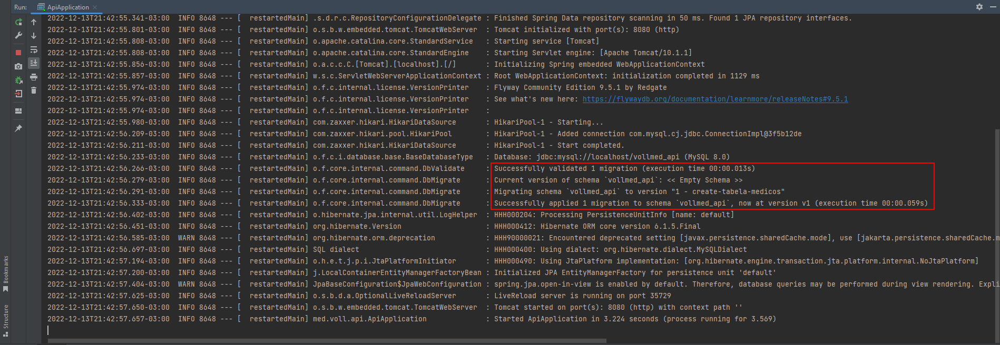 Run: ApiApplication
2022-12-13T21:42:55.341-03:00  INFO 8648 --- [  restartedMain] .s.d.r.c.RepositoryConfigurationDelegate : Finished Spring Data repository scanning in 50 ms. Found 1 JPA repository interfaces.
2022-12-13T21:42:55.801-03:00  INFO 8648 --- [  restartedMain] o.s.b.w.embedded.tomcat.TomcatWebServer  : Tomcat initialized with port(s): 8080 (http)
2022-12-13T21:42:55.808-03:00  INFO 8648 --- [  restartedMain] o.apache.catalina.core.StandardService   : Starting service [Tomcat]
2022-12-13T21:42:55.808-03:00  INFO 8648 --- [  restartedMain] o.apache.catalina.core.StandardEngine    : Starting Servlet engine: [Apache Tomcat/10.1.1]
2022-12-13T21:42:55.856-03:00  INFO 8648 --- [  restartedMain] o.a.c.c.C.[Tomcat].[localhost].[/]       : Initializing Spring embedded WebApplicationContext
2022-12-13T21:42:55.857-03:00  INFO 8648 --- [  restartedMain] w.s.c.ServletWebServerApplicationContext : Root WebApplicationContext: initialization completed in 1129 ms
2022-12-13T21:42:55.974-03:00  INFO 8648 --- [  restartedMain] o.f.c.internal.license.VersionPrinter    : Flyway Community Edition 9.5.1 by Redgate
2022-12-13T21:42:55.974-03:00  INFO 8648 --- [  restartedMain] o.f.c.internal.license.VersionPrinter    : See what's new here: https://flywaydb.org/documentation/learnmore/releaseNotes#9.5.1
2022-12-13T21:42:55.974-03:00  INFO 8648 --- [  restartedMain] o.f.c.internal.license.VersionPrinter    :
2022-12-13T21:42:55.980-03:00  INFO 8648 --- [  restartedMain] com.zaxxer.hikari.HikariDataSource       : HikariPool-1 - Starting...
2022-12-13T21:42:56.209-03:00  INFO 8648 --- [  restartedMain] com.zaxxer.hikari.pool.HikariPool        : HikariPool-1 - Added connection com.mysql.cj.jdbc.ConnectionImpl@3f5b12de
2022-12-13T21:42:56.211-03:00  INFO 8648 --- [  restartedMain] com.zaxxer.hikari.HikariDataSource       : HikariPool-1 - Start completed.
2022-12-13T21:42:56.233-03:00  INFO 8648 --- [  restartedMain] o.f.c.i.database.base.BaseDatabaseType   : Database: jdbc:mysql://localhost/vollmed_api (MySQL 8.0)
2022-12-13T21:42:56.266-03:00  INFO 8648 --- [  restartedMain] o.f.core.internal.command.DbValidate     : Successfully validated 1 migration (execution time 00:00.013s)
2022-12-13T21:42:56.279-03:00  INFO 8648 --- [  restartedMain] o.f.core.internal.command.DbMigrate      : Current version of schema `vollmed_api`: << Empty Schema >>
2022-12-13T21:42:56.291-03:00  INFO 8648 --- [  restartedMain] o.f.core.internal.command.DbMigrate      : Migrating schema `vollmed_api` to version "1 - create-tabela-medicos"
2022-12-13T21:42:56.333-03:00  INFO 8648 --- [  restartedMain] o.f.core.internal.command.DbMigrate      : Successfully applied 1 migration to schema `vollmed_api`, now at version v1 (execution time 00:00.059s)
2022-12-13T21:42:56.402-03:00  INFO 8648 --- [  restartedMain] o.hibernate.jpa.internal.util.LogHelper  : HHH000204: Processing PersistenceUnitInfo [name: default]
2022-12-13T21:42:56.451-03:00  INFO 8648 --- [  restartedMain] org.hibernate.Version                    : HHH000412: Hibernate ORM core version 6.1.5.Final
2022-12-13T21:42:56.585-03:00  WARN 8648 --- [  restartedMain] org.hibernate.orm.deprecation            : HHH90000021: Encountered deprecated setting [javax.persistence.sharedCache.mode], use [jakarta.persistence.sharedCache.m
2022-12-13T21:42:56.697-03:00  INFO 8648 --- [  restartedMain] SQL dialect                              : HHH000400: Using dialect: org.hibernate.dialect.MySQLDialect
2022-12-13T21:42:57.194-03:00  INFO 8648 --- [  restartedMain] o.h.e.t.j.p.i.JtaPlatformInitiator       : HHH000490: Using JtaPlatform implementation: [org.hibernate.engine.transaction.jta.platform.internal.NoJtaPlatform]
2022-12-13T21:42:57.200-03:00  INFO 8648 --- [  restartedMain] j.LocalContainerEntityManagerFactoryBean : Initialized JPA EntityManagerFactory for persistence unit 'default'
2022-12-13T21:42:57.404-03:00  WARN 8648 --- [  restartedMain] JpaBaseConfiguration$JpaWebConfiguration : spring.jpa.open-in-view is enabled by default. Therefore, database queries may be performed during view rendering. Expli
2022-12-13T21:42:57.625-03:00  INFO 8648 --- [  restartedMain] o.s.b.d.a.OptionalLiveReloadServer       : LiveReload server is running on port 35729
2022-12-13T21:42:57.650-03:00  INFO 8648 --- [  restartedMain] o.s.b.w.embedded.tomcat.TomcatWebServer  : Tomcat started on port(s): 8080 (http) with context path ''
2022-12-13T21:42:57.657-03:00  INFO 8648 --- [  restartedMain] med.voll.api.ApiApplication              : Started ApiApplication in 3.224 seconds (process running for 3.569)
Bookmarks
Structure